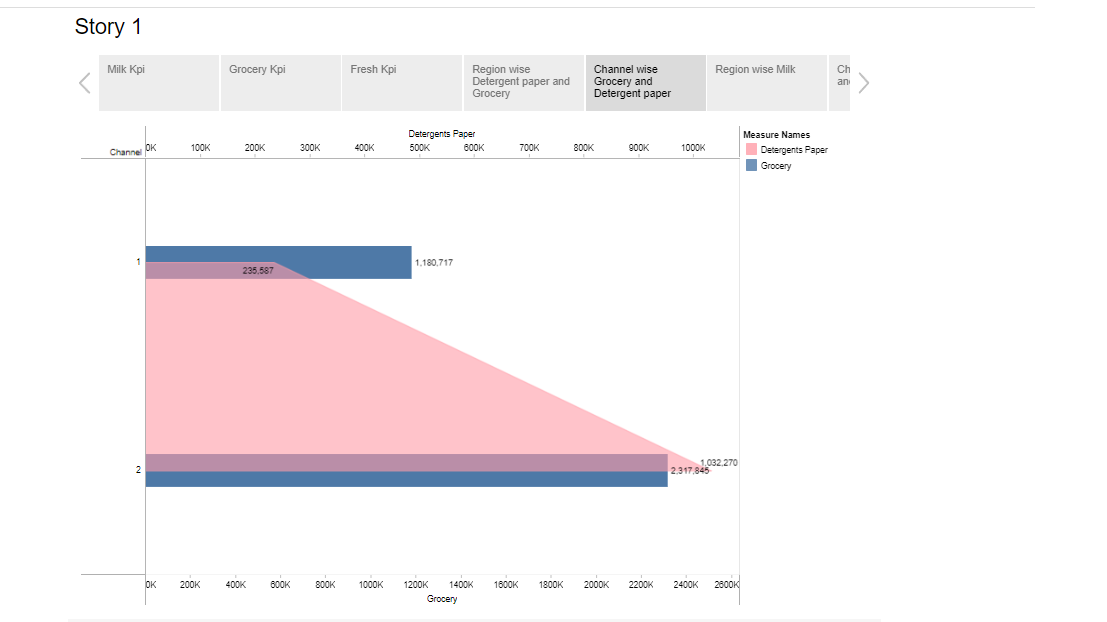 Story 1
Milk Kpi
Grocery Kpi
Fresh Kpi
Region wise
Detergent paper and
Grocery
Channel wise
Grocery and
Detergent paper
Region wise Milk
Ch
an
Detergents Paper
Channel
0K 100K 200K 300K 400K 500K 600K 700K 800K 900K 1000K
Measure Names
Detergents Paper
Grocery
1
1,180,717
235,587
2
1,032,270
2,317,845
0K 200K 400K 600K 800K 1000K 1200K 1400K 1600K 1800K 2000K 2200K 2400K 2600K
Grocery